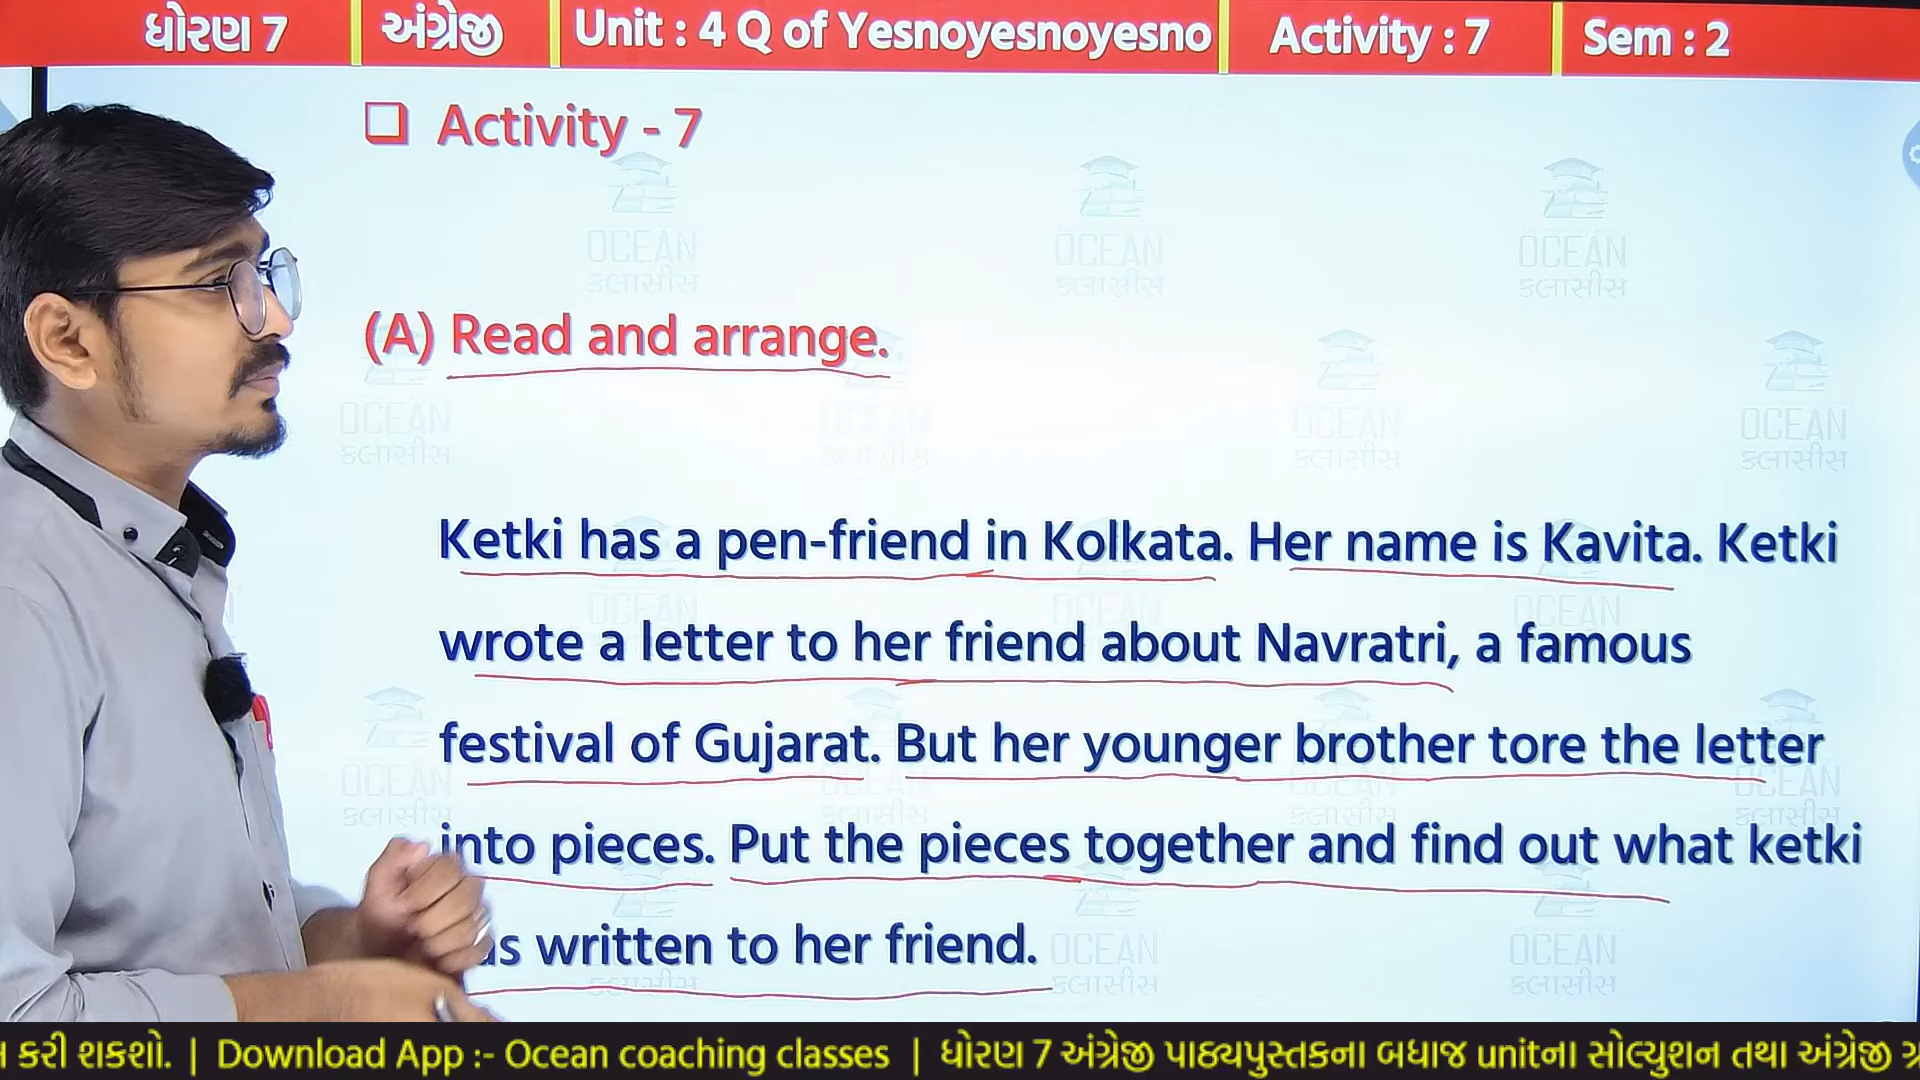 ધોરણ 7 અંગ્રેજી Unit : 4 Q of Yesnoyesnoyesno Activity : 7 Sem : 2
❑ Activity - 7
(A) Read and arrange.
Ketki has a pen-friend in Kolkata. Her name is Kavita. Ketki
wrote a letter to her friend about Navratri, a famous
festival of Gujarat. But her younger brother tore the letter
into pieces. Put the pieces together and find out what ketki
written to her friend.
OCEAN
ક્લાસીસ
કરી શકશો. | Download App :- Ocean coaching classes | ધોરણ 7 અંગ્રેજી પાઠ્યપુસ્તકના બધાજ unitના સોલ્યુશન તથા અંગ્રેજી